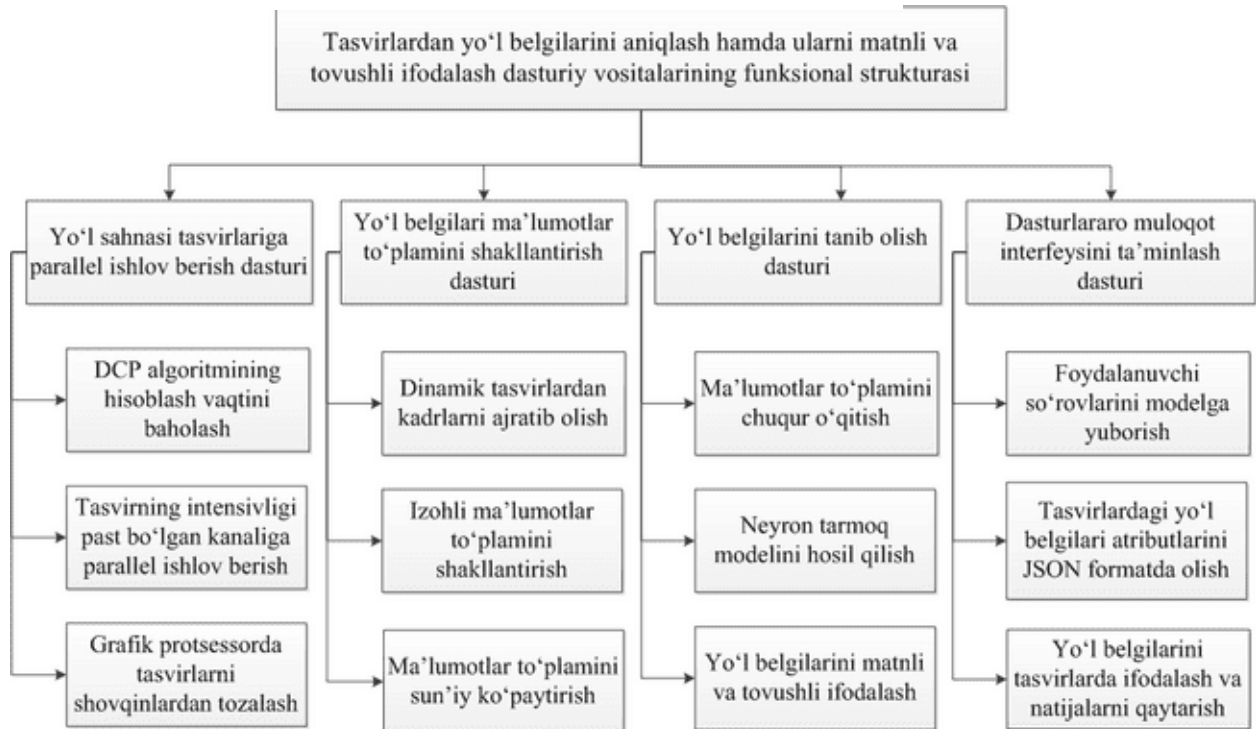 Tasvirlardan yo‘l belgilarini aniqlash hamda ularni matnli va
tovushli ifodalash dasturiy vositalarining funksional strukturasi
Yo‘l sahnasi tasvirlariga
parallel ishlov berish dasturi
DCP algoritmining
hisoblash vaqtini
baholash
Tasvirning intensivligi
past bo‘lgan kanaliga
parallel ishlov berish
Grafik protsessorda
tasvirlarni
shovqinlardan tozalash
Yo‘l belgilari ma’lumotlar
to‘plamini shakllantirish
dasturi
Dinamik tasvirlardan
kadrlarni ajratib olish
Izohli ma’lumotlar
to‘plamini
shakllantirish
Ma’lumotlar to‘plamini
sun’iy ko‘paytirish
Yo‘l belgilarini tanib olish
dasturi
Ma’lumotlar to‘plamini
chuqur o‘qitish
Neyron tarmoq
modelini hosil qilish
Yo‘l belgilarini matnli
va tovushli ifodalash
Dasturlararo muloqot
interfeysini ta’minlash
dasturi
Foydalanuvchi
so‘rovlarini modelga
yuborish
Tasvirlardagi yo‘l
belgilari atributlarini
JSON formatda olish
Yo‘l belgilarini
tasvirlarda ifodalash va
natijalarni qaytarish